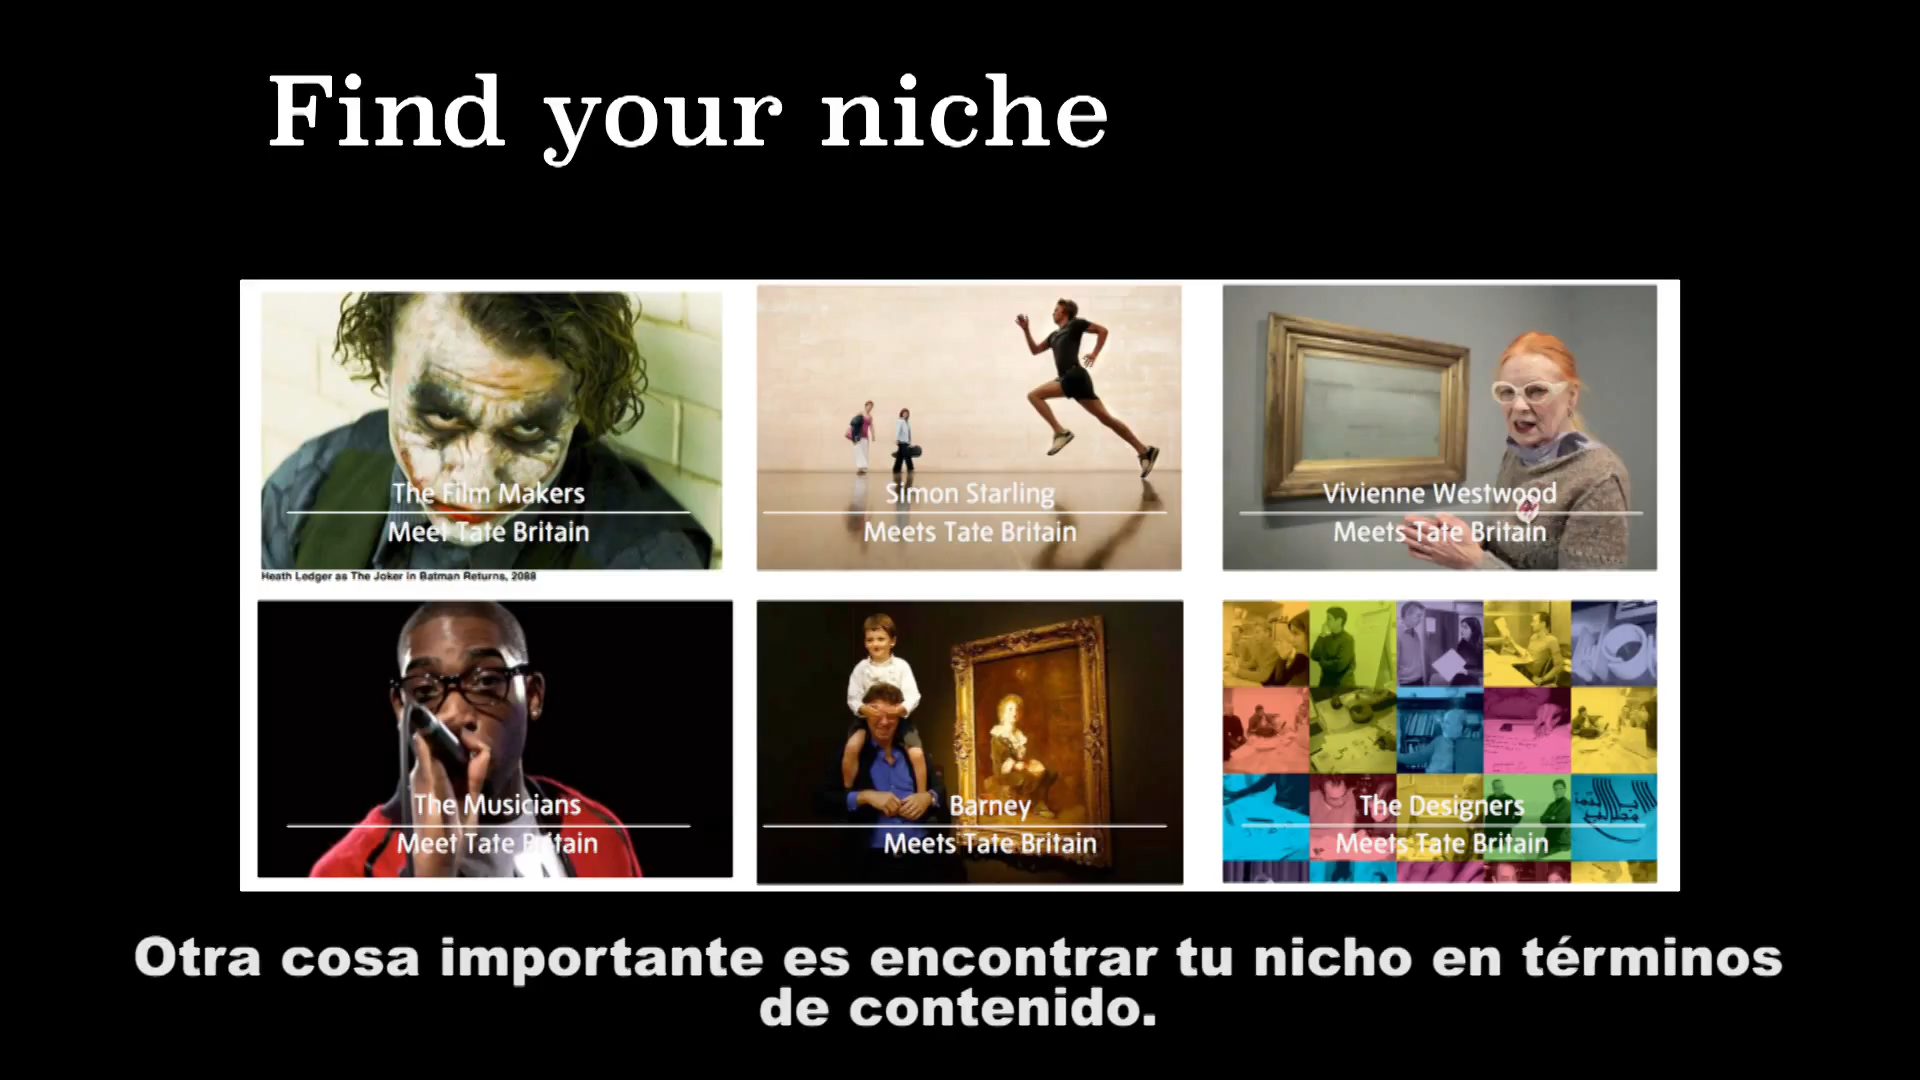 Find your niche
The Film Makers
Meet Tate Britain
Simon Starling
Meets Tate Britain
Vivienne Westwood
Meets Tate Britain
Heath Ledger as The Joker in Batman Returns, 2088
The Musicians
Meet Tate Britain
Barney
Meets Tate Britain
The Designers
Meets Tate Britain
Otra cosa importante es encontrar tu nicho en términos
de contenido.